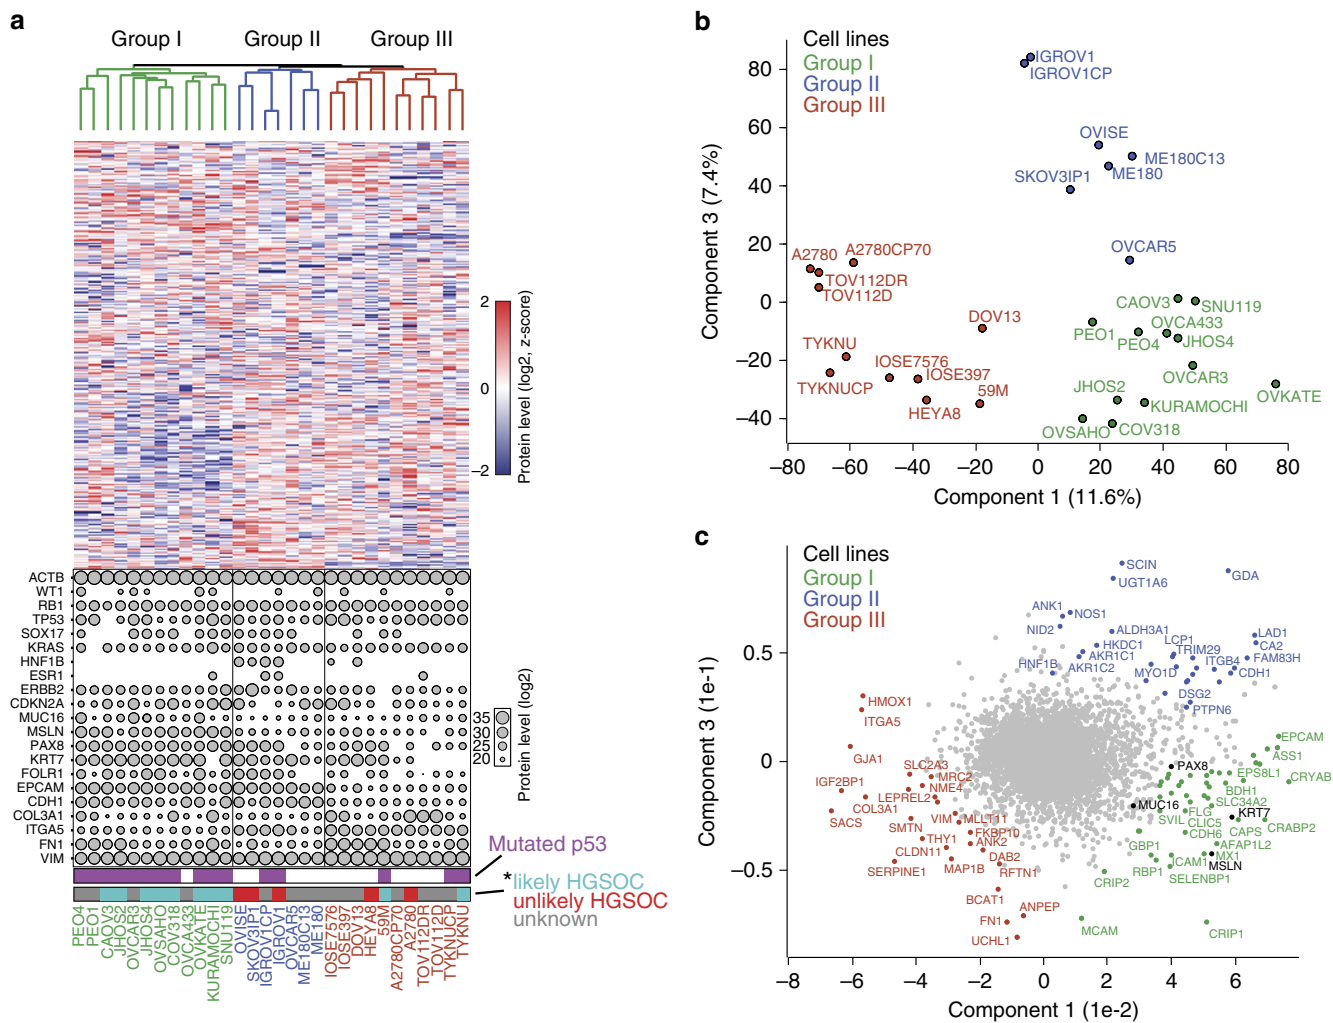 a
Group I
Group II
Group III
2
0
−2
Protein level (log2, z-score)
ACTB
WT1
RB1
TP53
SOX17
KRAS
HNF1B
ESR1
ERBB2
CDKN2A
MUC16
MSLN
PAX8
KRT7
FOLR1
EPCAM
CDH1
COL3A1
ITGA5
FN1
VIM
35
30
25
20
Protein level (log2)
Mutated p53
*likely HGSOC
unlikely HGSOC
unknown
PEO4
PEO1
CAOV3
JHOS2
OVCAR3
JHOS4
OVSAHO
COV318
OVCA433
OVKATE
KURAMOCHI
SNU119
OVISE
SKOV3IP1
IGROV1CP
IGROV1
OVCAR5
ME180C13
ME180
IOSE7576
IOSE397
DOV13
HEYA8
59M
A2780CP70
A2780
TOV112DR
TOV112D
TYKNUCP
TYKNU
b
Cell lines
Group I
Group II
Group III
80
60
40
20
0
−20
−40
Component 3 (7.4%)
IGROV1
IGROV1CP
OVISE
ME180C13
ME180
SKOV3IP1
OVCAR5
A2780
A2780CP70
TOV112DR
TOV112D
DOV13
CAOV3
SNU119
PEO1
OVCA433
PEO4
JHOS4
TYKNU
TYKNUCP
IOSE7576
IOSE397
HEYA8
59M
OVCAR3
JHOS2
OVKATE
KURAMOCHI
OVSAHO
COV318
−80
−60
−40
−20
0
20
40
60
80
Component 1 (11.6%)
c
Cell lines
Group I
Group II
Group III
0.5
0
−0.5
Component 3 (1e-1)
SCIN
UGT1A6
GDA
ANK1
NOS1
NID2
ALDH3A1
HKDC1
AKR1C1
HNF1B
AKR1C2
LCP1
TRIM29
MYO1D
ITGB4
LAD1
CA2
FAM83H
CDH1
DSG2
PTPN6
HMOX1
ITGA5
GJA1
SLC2A3
MRC2
IGF2BP1
NME4
LEPREL2
COL3A1
SACS
SMTN
VIM
MLLT11
THY1
FKBP10
ANK2
CLDN11
DAB2
SERPINE1
MAP1B
RFTN1
BCAT1
FN1
ANPEP
UCHL1
EPCAM
ASS1
PAX8
EPS8L1
CRYAB
BDH1
MUC16
SLC34A2
FLG
KRT7
SVIL
CLIC5
CRABP2
CDH6
CAPS
GBP1
AFAP1L2
MX1
ICAM1
MSLN
RBP1
SELENBP1
CRIP2
MCAM
CRIP1
−8
−6
−4
−2
0
2
4
6
Component 1 (1e-2)